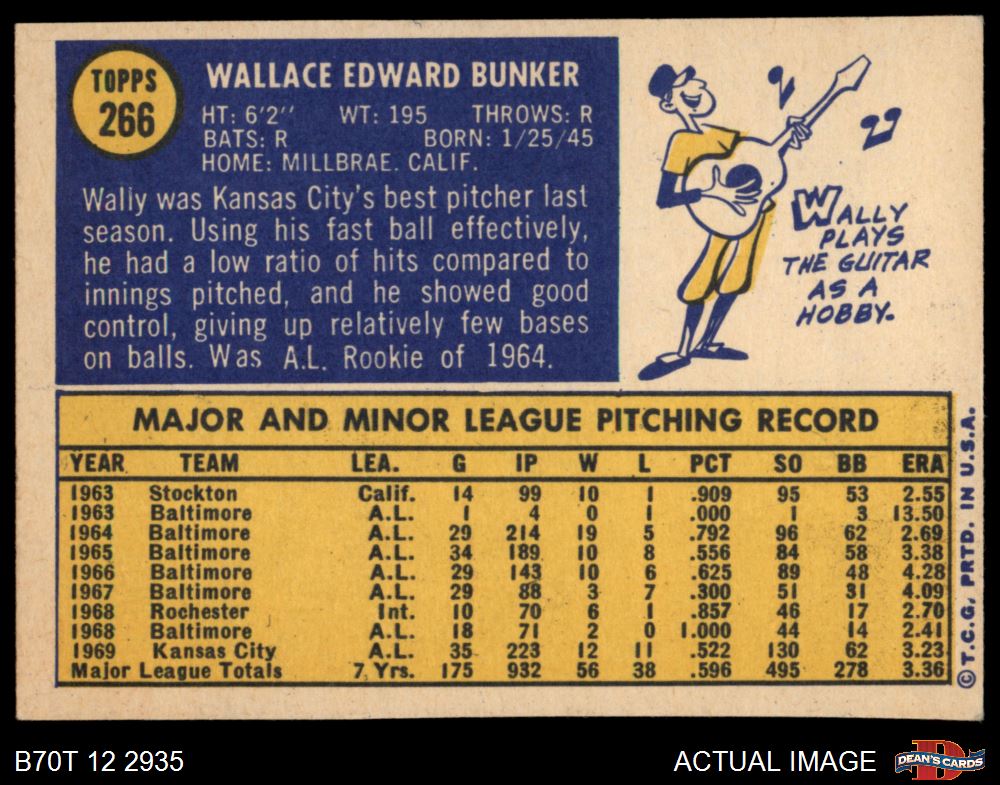 TOPPS
266
WALLACE EDWARD BUNKER
HT: 6'2'' WT: 195 THROWS: R
BATS: R BORN: 1/25/45
HOME: MILLBRAE. CALIF.
Wally was Kansas City's best pitcher last
season. Using his fast ball effectively,
he had a low ratio of hits compared to
innings pitched, and he showed good
control, giving up relatively few bases
on balls. Was A.L. Rookie of 1964.
WALLY
PLAYS
THE GUITAR
AS A
HOBBY.
MAJOR AND MINOR LEAGUE PITCHING RECORD
YEAR TEAM LEA. G IP W L PCT SO BB ERA
1963 Stockton Calif. 14 99 10 1 .909 95 53 2.55
1963 Baltimore A.L. 1 4 0 1 .000 1 3 13.50
1964 Baltimore A.L. 29 214 19 5 .792 96 62 2.69
1965 Baltimore A.L. 34 189 10 8 .556 84 58 3.38
1966 Baltimore A.L. 29 143 10 6 .625 89 48 4.28
1967 Baltimore A.L. 29 88 3 7 .300 51 31 4.09
1968 Rochester Int. 10 70 6 1 .857 46 17 2.70
1968 Baltimore A.L. 18 71 2 0 1.000 44 14 2.41
1969 Kansas City A.L. 35 223 12 11 .522 130 62 3.23
Major League Totals 7 Yrs. 175 932 56 38 .596 495 278 3.36
© T.C.G. PRTD. IN U.S.A.
B70T 12 2935
ACTUAL IMAGE
DEAN'S CARDS